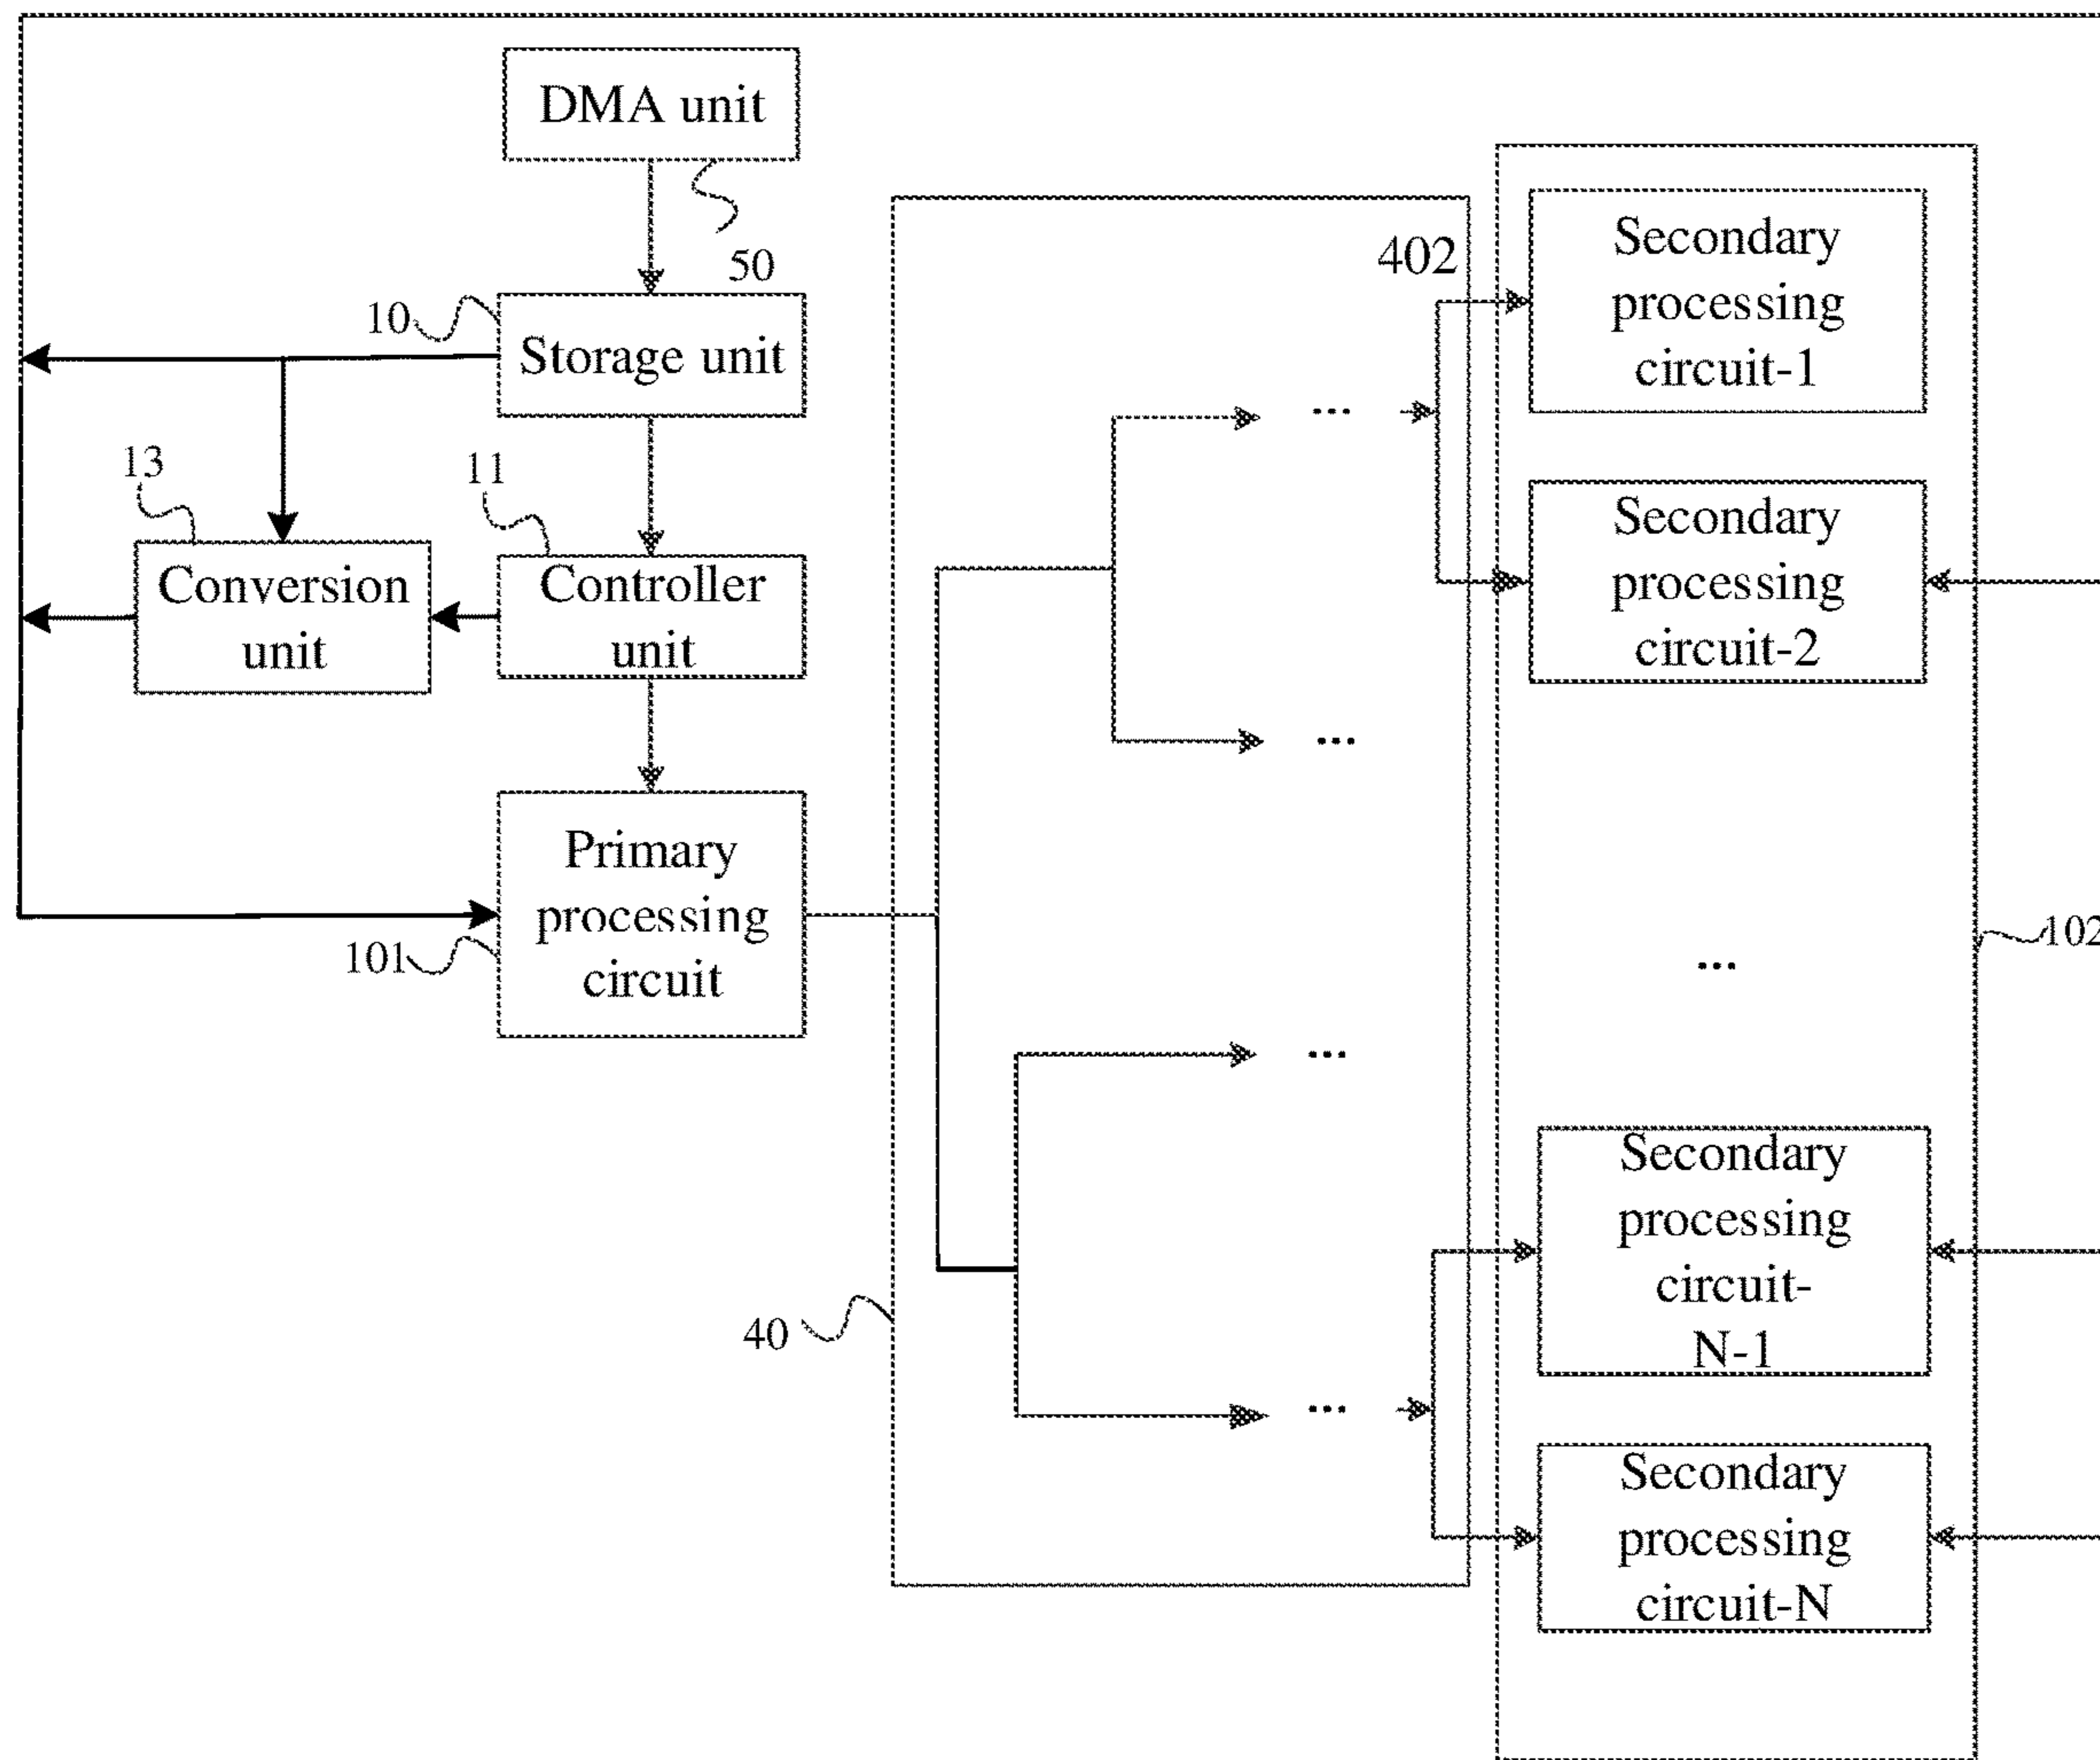 DMA unit
50
402
Secondary
processing
circuit-1
10
Storage unit
...
13
11
Secondary
processing
circuit-2
Conversion
unit
Controller
unit
...
Primary
processing
circuit
101
102
...
...
Secondary
processing
circuit-
N-1
40
...
Secondary
processing
circuit-N